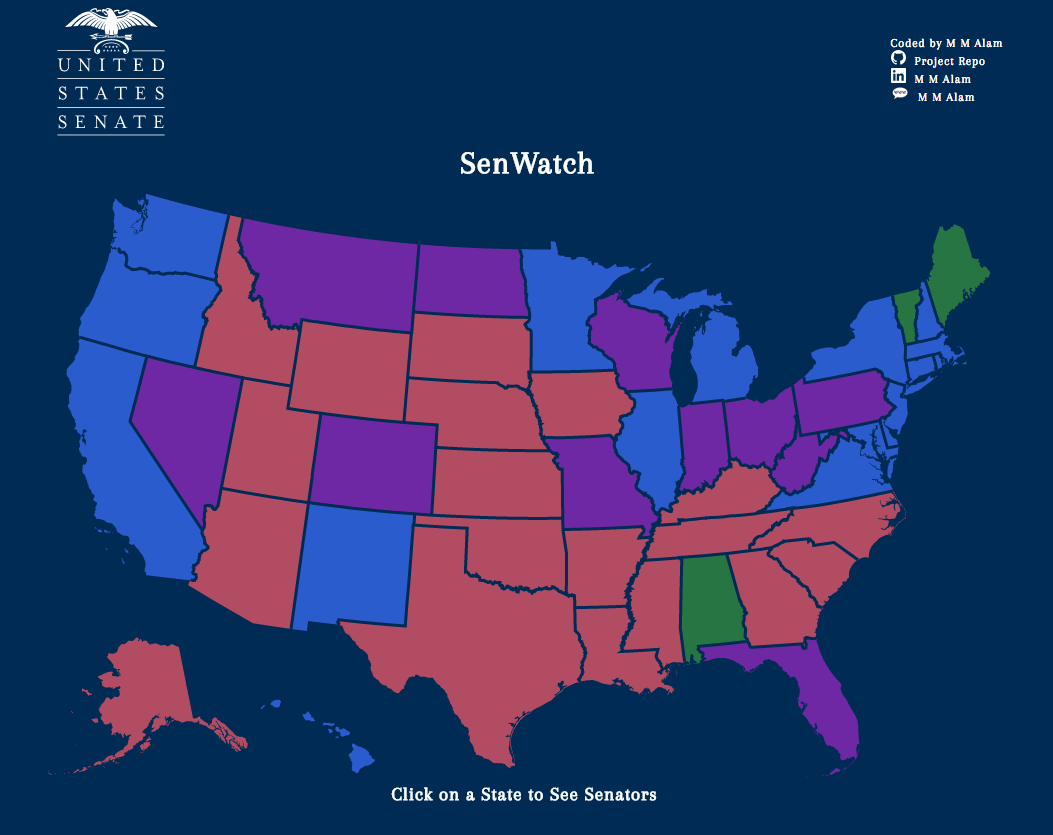 UNITED
STATES
SENATE
Coded by M M Alam
Project Repo
M M Alam
M M Alam
SenWatch
Click on a State to See Senators